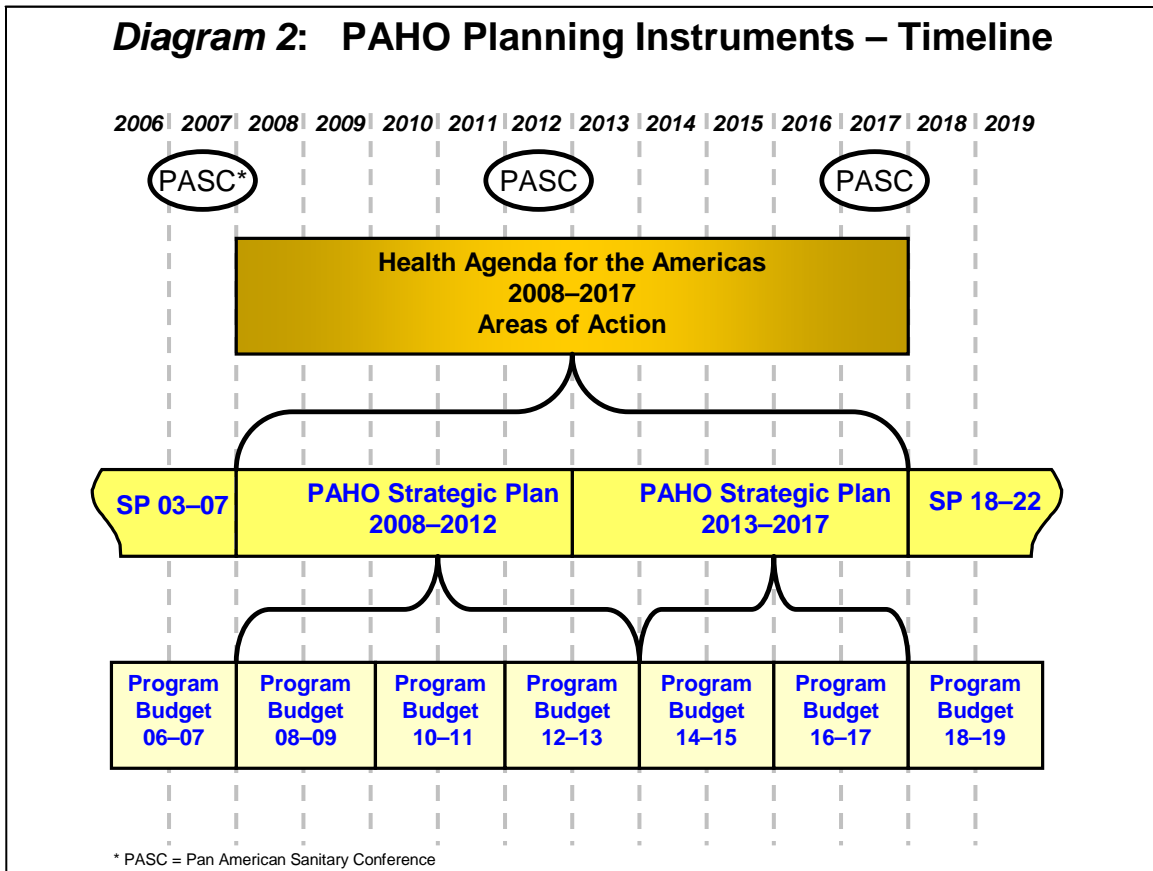 Diagram 2: PAHO Planning Instruments – Timeline
2006 2007 2008 2009 2010 2011 2012 2013 2014 2015 2016 2017 2018 2019
PASC* PASC PASC
Health Agenda for the Americas
2008–2017
Areas of Action
SP 03–07
PAHO Strategic Plan
2008–2012
PAHO Strategic Plan
2013–2017
SP 18–22
Program
Budget
06–07
Program
Budget
08–09
Program
Budget
10–11
Program
Budget
12–13
Program
Budget
14–15
Program
Budget
16–17
Program
Budget
18–19
* PASC = Pan American Sanitary Conference